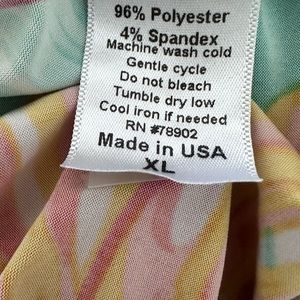 96% Polyester
4% Spandex
Machine wash cold
Gentle cycle
Do not bleach
Tumble dry low
Cool iron if needed
RN #78902
Made in USA
XL